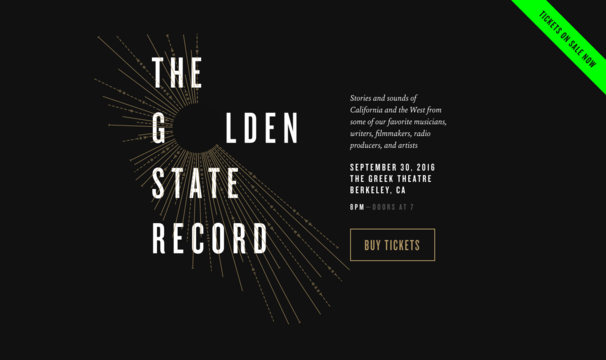 THE
G LDEN
STATE
RECORD
Stories and sounds of
California and the West from
some of our favorite musicians,
writers, filmmakers, radio
producers, and artists
SEPTEMBER 30, 2016
THE GREEK THEATRE
BERKELEY, CA
8PM—DOORS AT 7
BUY TICKETS
TICKETS ON SALE NOW